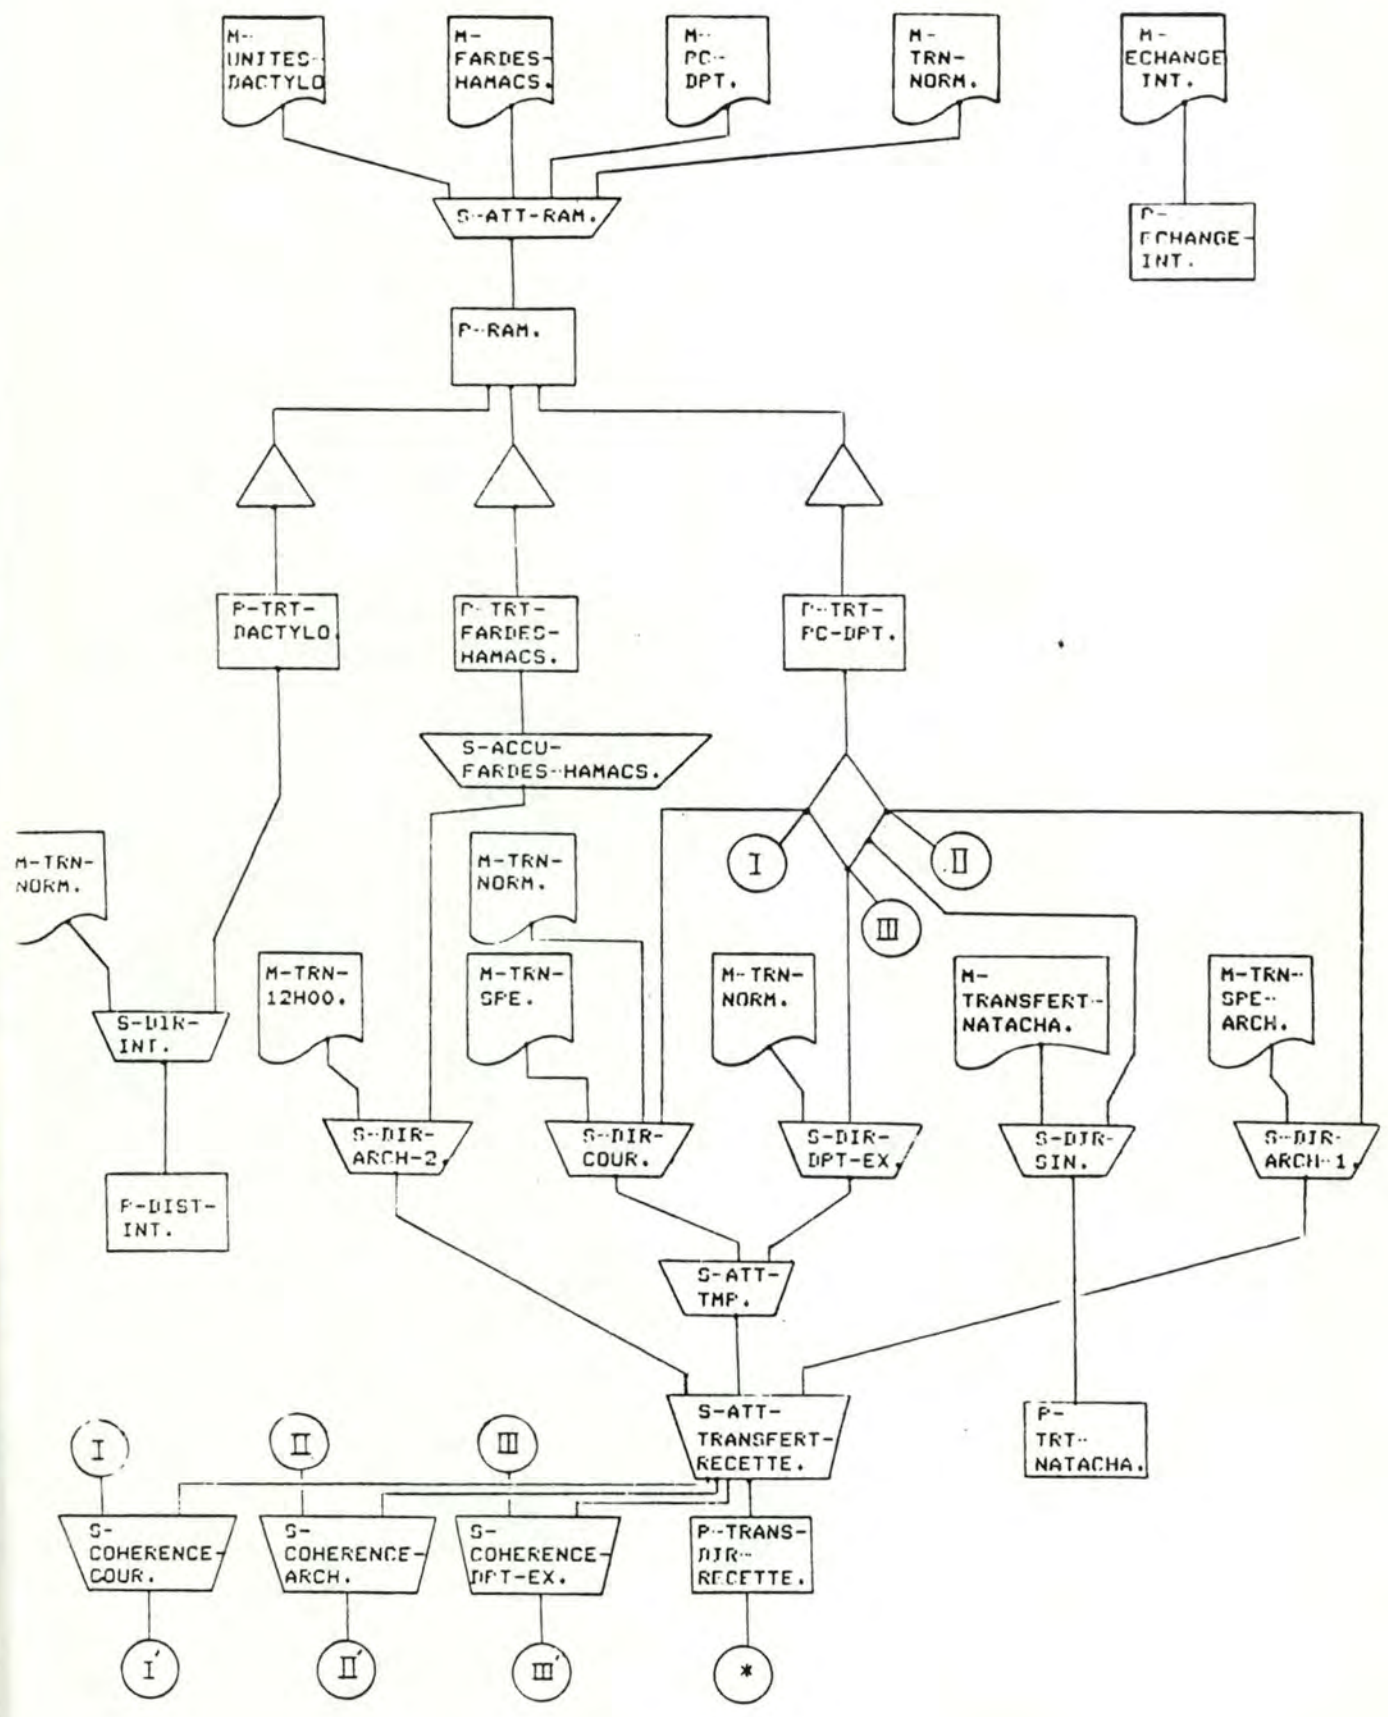 M-
UNITES-
DACTYLO
M-
FARDES-
HAMACS.
M-
PC-
DPT.
M-
TRN-
NORM.
M-
ECHANGE
INT.
S-ATT-RAM.
P-
ECHANGE-
INT.
P-RAM.
P-TRT-
DACTYLO.
P-TRT-
FARDES-
HAMACS.
P-TRT-
PC-DPT.
S-ACCU-
FARDES-HAMACS.
M-TRN-
NORM.
M-TRN-
NORM.
I
II
III
M-TRN-
12H00.
M-TRN-
SPE.
M-TRN-
NORM.
M-
TRANSFERT-
NATACHA.
M-TRN-
SPE-
ARCH.
S-DIR-
INT.
S-DIR-
ARCH-2.
S-DIR-
COUR.
S-DIR-
DPT-EX.
S-DIR-
SIN.
S-DIR-
ARCH-1.
P-DIST-
INT.
S-ATT-
TMP.
S-ATT-
TRANSFERT-
RECETTE.
P-
TRT-
NATACHA.
I
II
III
S-
COHERENCE-
COUR.
S-
COHERENCE-
ARCH.
S-
COHERENCE-
DPT-EX.
P-TRANS-
DIR-
RECETTE.
I'
II'
III'
*